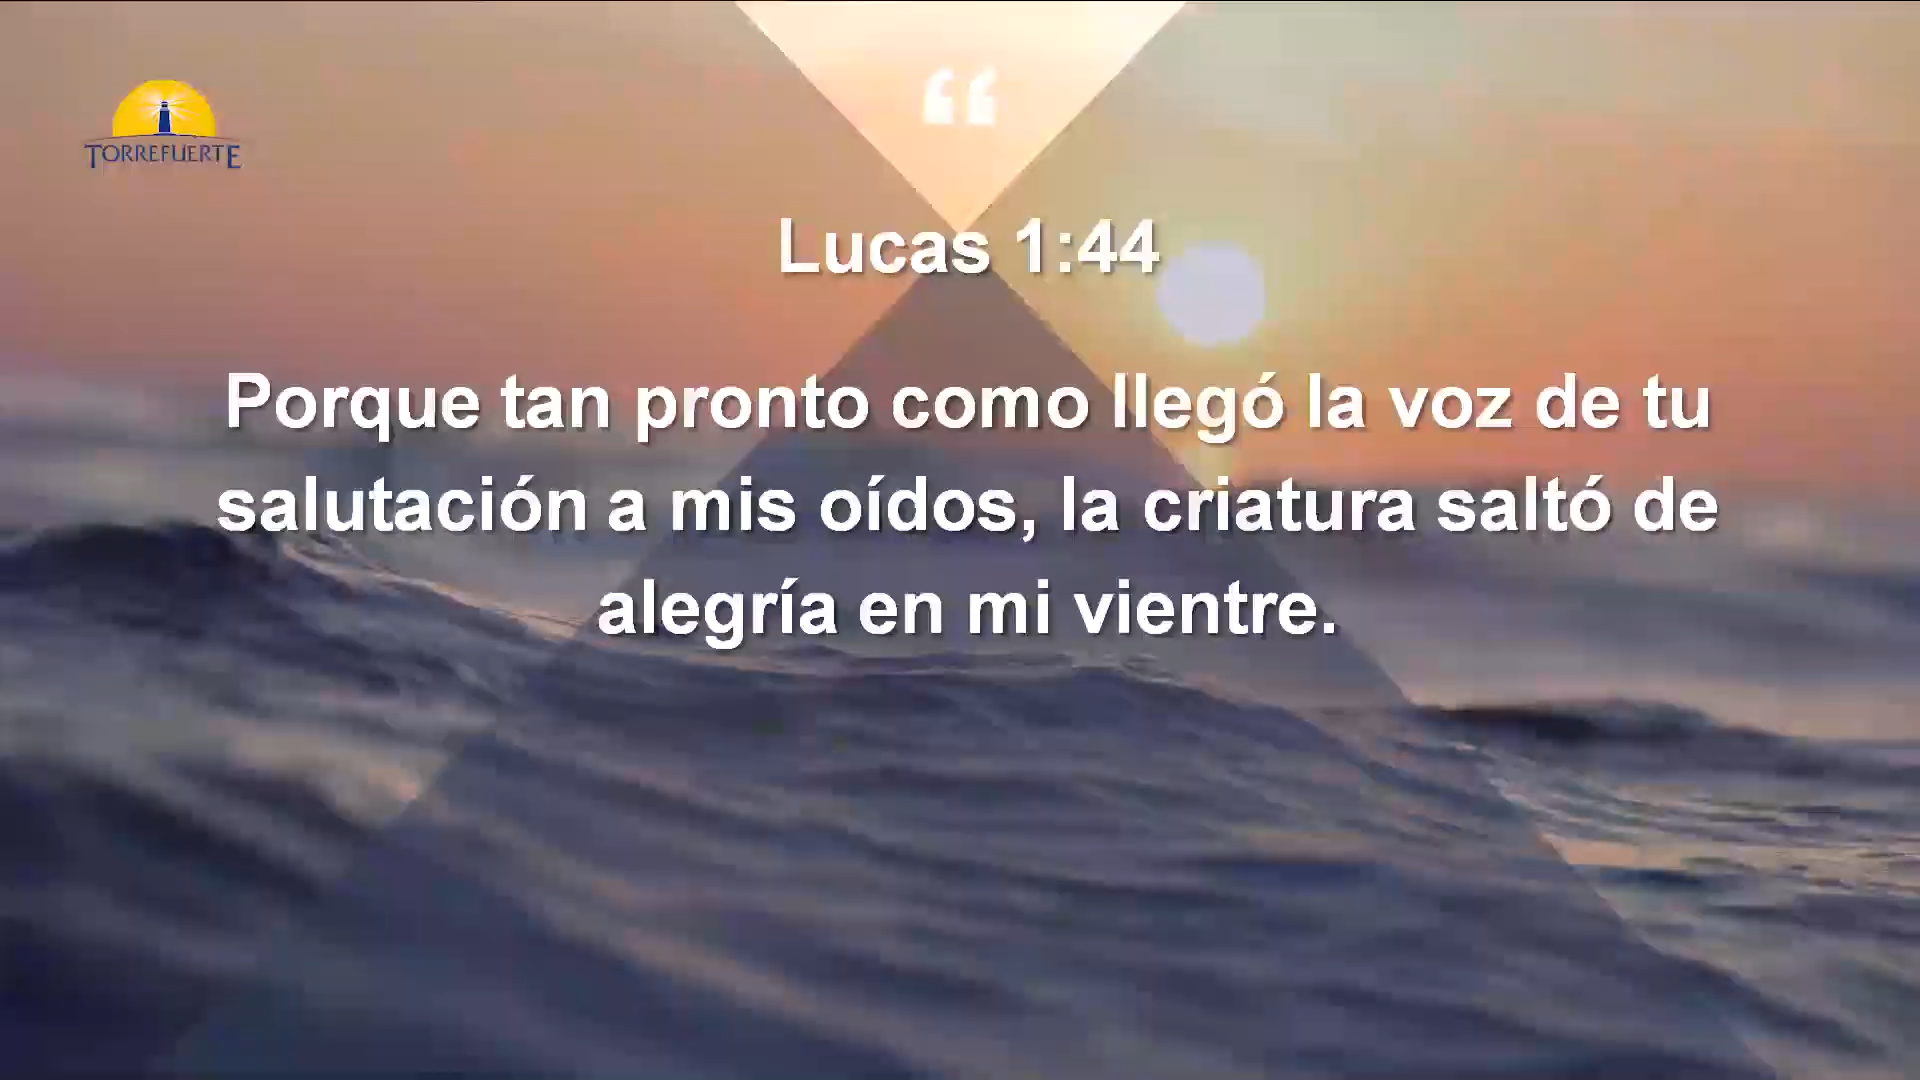 “
TORREFUERTE
Lucas 1:44
Porque tan pronto como llegó la voz de tu
salutación a mis oídos, la criatura saltó de
alegría en mi vientre.